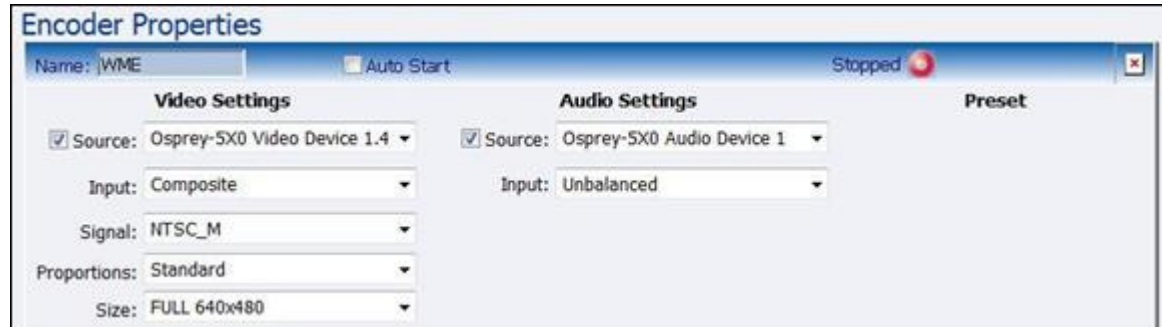 Encoder Properties
Name: WME Auto Start Stopped
Video Settings Audio Settings Preset
Source: Osprey-5X0 Video Device 1.4 Source: Osprey-5X0 Audio Device 1
Input: Composite Input: Unbalanced
Signal: NTSC_M
Proportions: Standard
Size: FULL 640x480